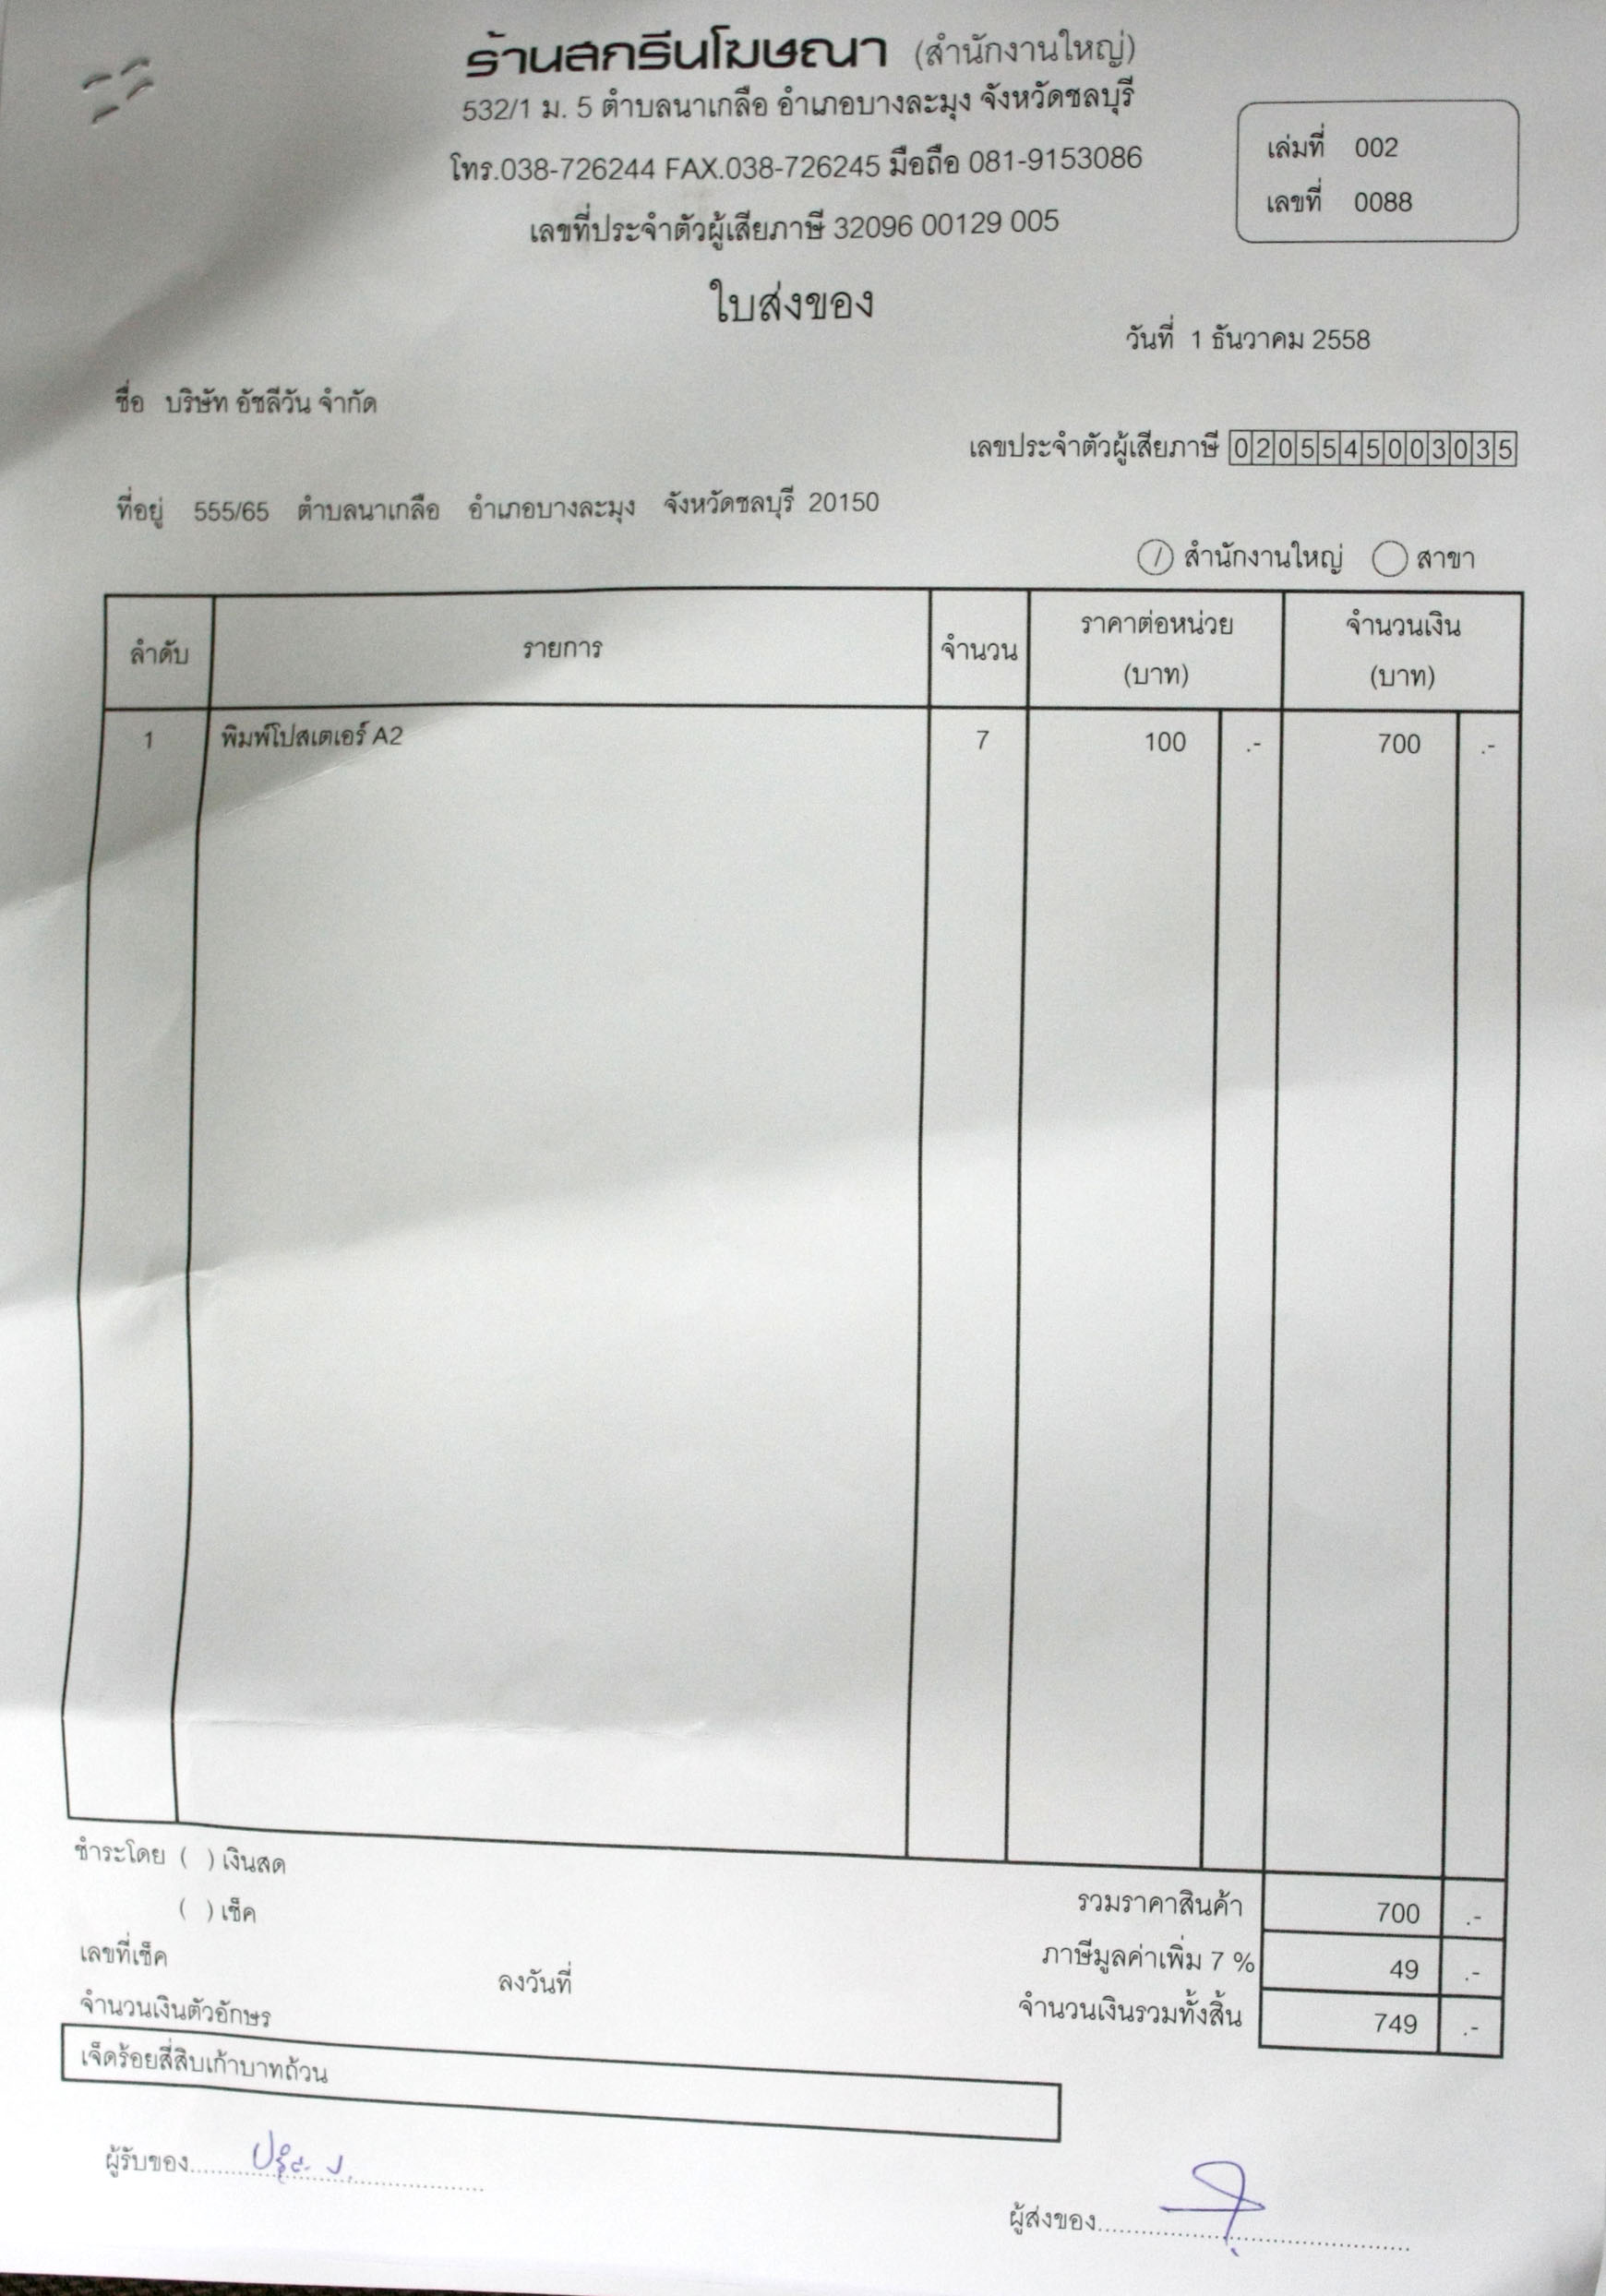 ร้านสกรีนโฆษณา (สำนักงานใหญ่)
532/1 ม. 5 ตำบลนาเกลือ อำเภอบางละมุง จังหวัดชลบุรี
โทร.038-726244 FAX.038-726245 มือถือ 081-9153086
เลขที่ประจำตัวผู้เสียภาษี 32096 00129 005
เล่มที่ 002
เลขที่ 0088
ใบส่งของ
วันที่ 1 ธันวาคม 2558
ชื่อ บริษัท อัซลีวัน จำกัด
เลขประจำตัวผู้เสียภาษี 0205545003035
ที่อยู่ 555/65 ตำบลนาเกลือ อำเภอบางละมุง จังหวัดชลบุรี 20150
(/) สำนักงานใหญ่ ◯ สาขา
ลำดับ รายการ จำนวน ราคาต่อหน่วย (บาท) จำนวนเงิน (บาท)
1 พิมพ์โปสเตเอร์ A2 7 100 .- 700 .-
ชำระโดย ( ) เงินสด
( ) เช็ค
เลขที่เช็ค ลงวันที่
รวมราคาสินค้า 700 .-
ภาษีมูลค่าเพิ่ม 7 % 49 .-
จำนวนเงินรวมทั้งสิ้น 749 .-
จำนวนเงินตัวอักษร
เจ็ดร้อยสี่สิบเก้าบาทถ้วน
ผู้รับของ
ผู้ส่งของ